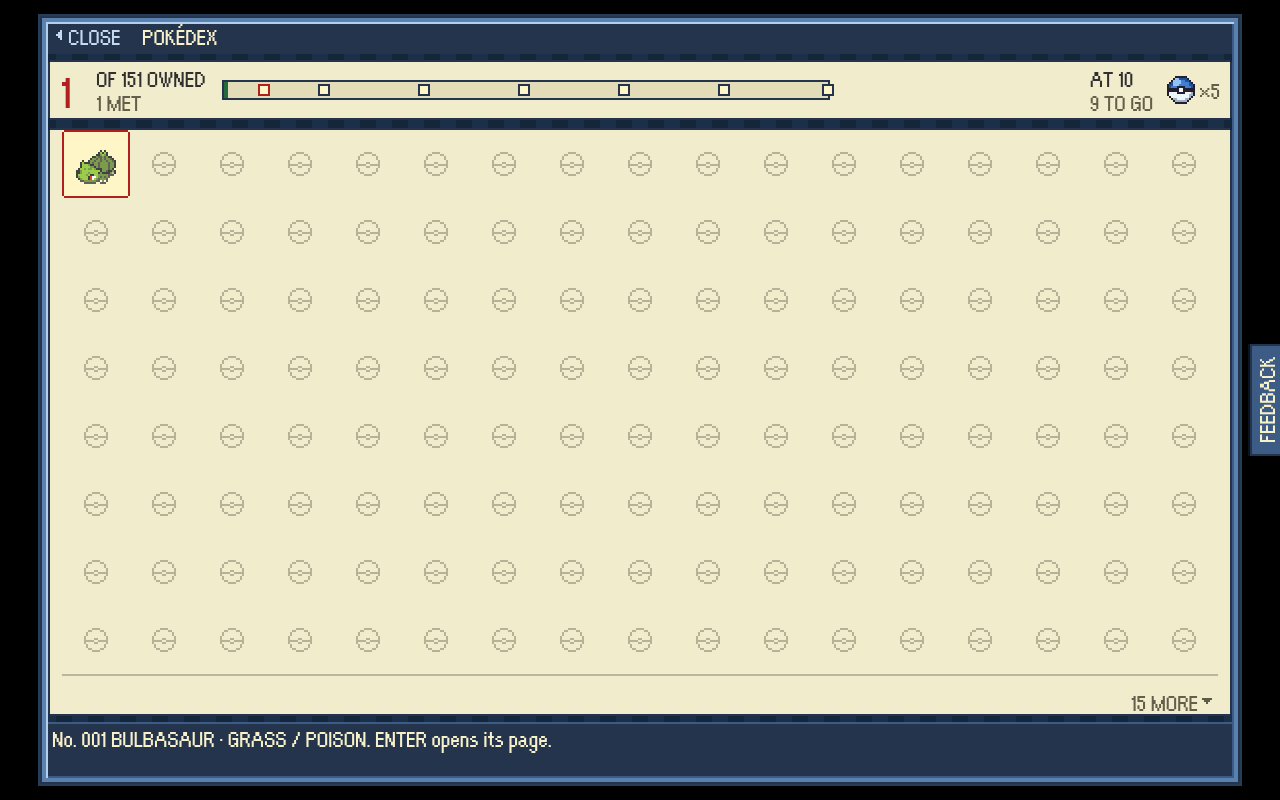 CLOSE POKÉDEX
1 OF 151 OWNED
1 MET
AT 10
9 TO GO
×5
FEEDBACK
15 MORE
No. 001 BULBASAUR · GRASS / POISON. ENTER opens its page.